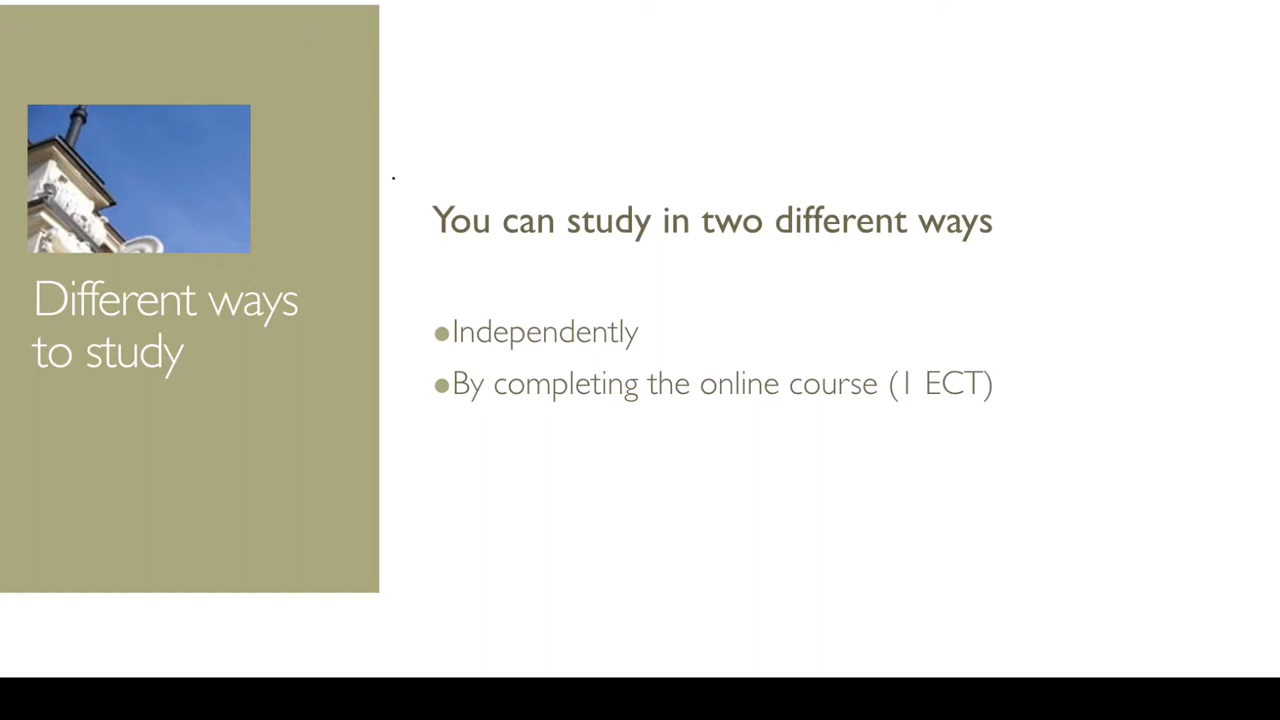 Different ways
to study
You can study in two different ways
●Independently
●By completing the online course (1 ECT)